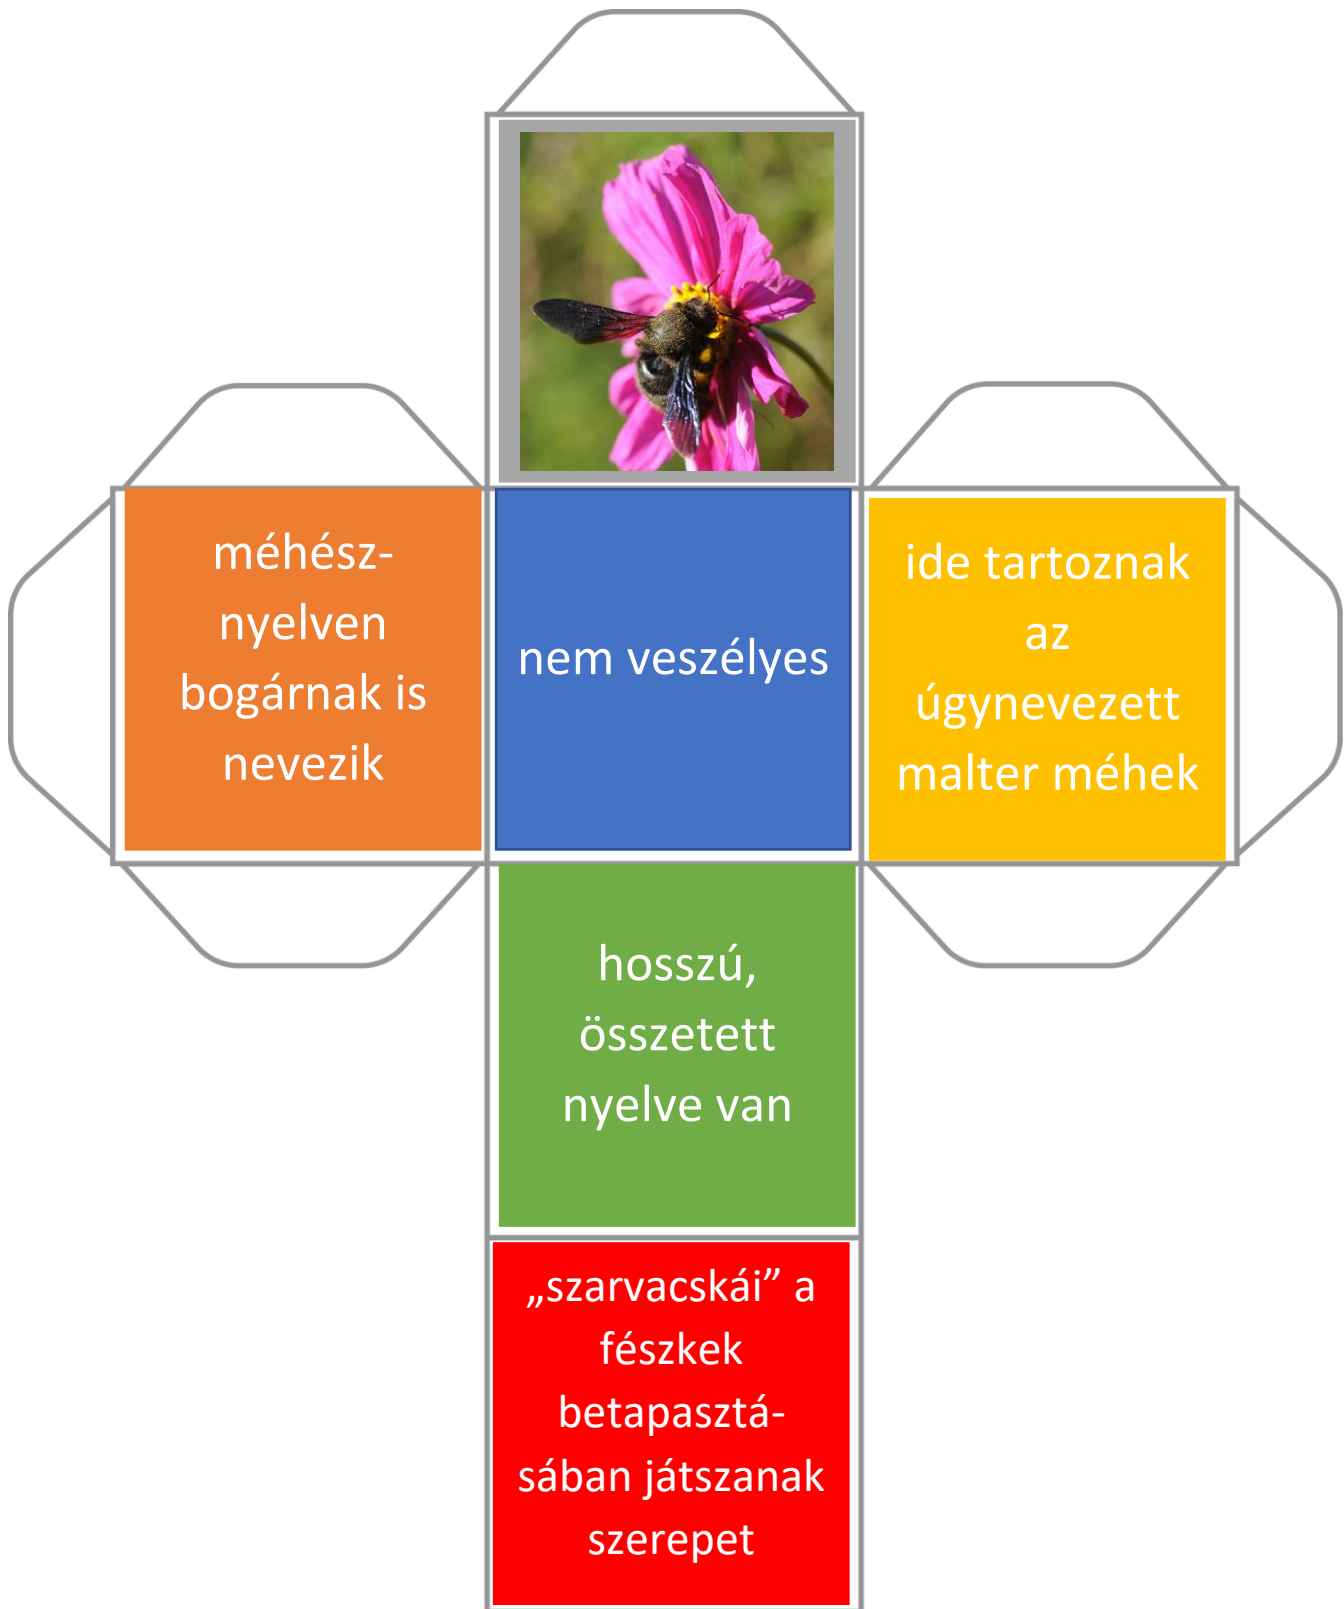 méhész-
nyelven
bogárnak is
nevezik
nem veszélyes
ide tartoznak
az
úgynevezett
malter méhek
hosszú,
összetett
nyelve van
„szarvacskái” a
fészkek
betapasztá-
sában játszanak
szerepet